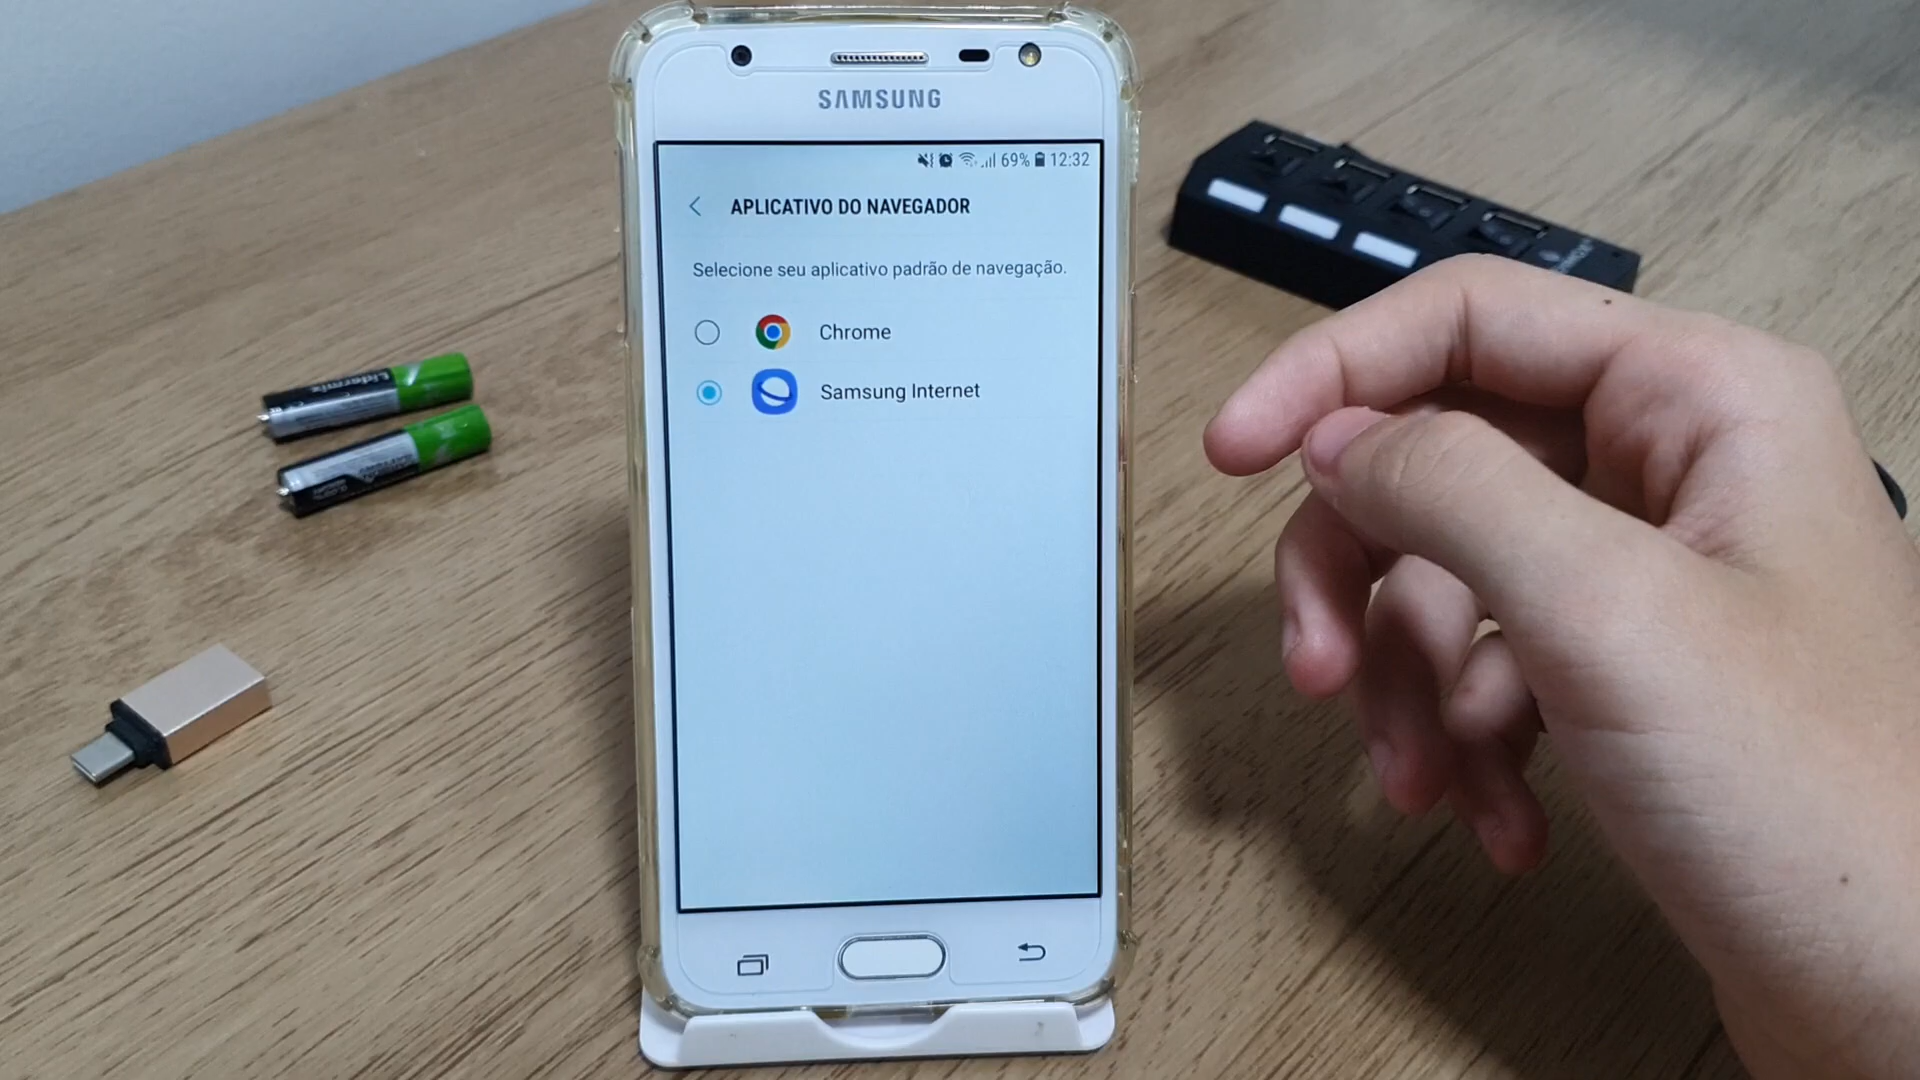 SAMSUNG
69% 12:32
APLICATIVO DO NAVEGADOR
Selecione seu aplicativo padrão de navegação.
Chrome
Samsung Internet